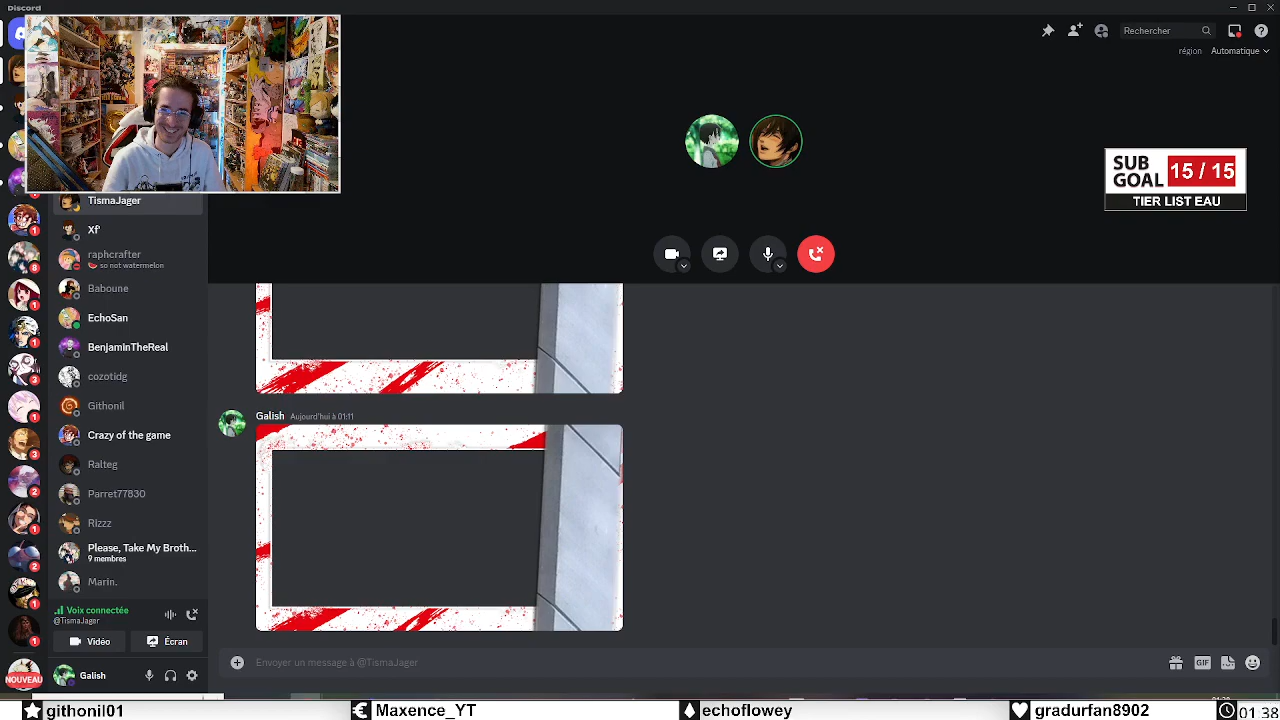 Discord
Rechercher
région Automatique
SUB GOAL 15 / 15
TIER LIST EAU
TismaJager
Xf'
raphcrafter
so not watermelon
Baboune
EchoSan
BenjaminTheReal
cozotidg
Githonil
Crazy of the game
Ralteg
Parret77830
Rizzz
Please, Take My Broth...
9 membres
Marin.
Voix connectée
@TismaJager
Vidéo
Écran
Galish
NOUVEAU
Galish Aujourd'hui à 01:11
Envoyer un message à @TismaJager
GIF
githonil01
Maxence_YT
echoflowey
gradurfan8902
01:38